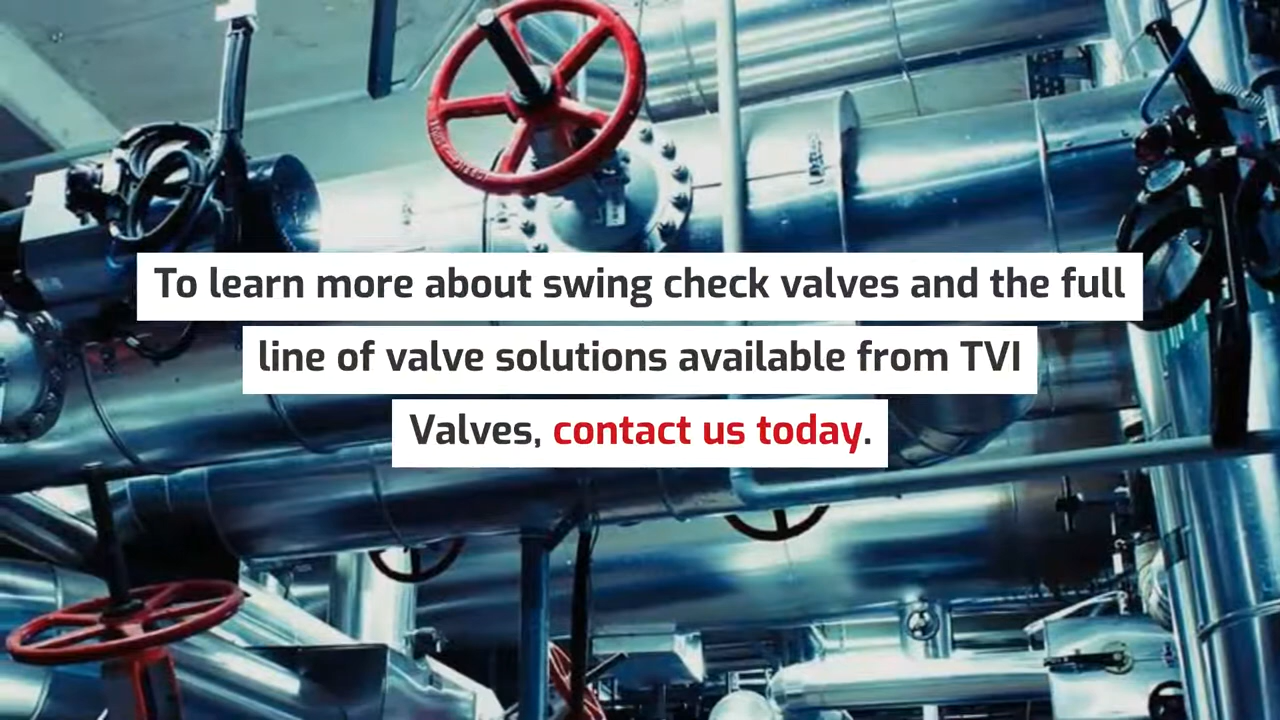 To learn more about swing check valves and the full
line of valve solutions available from TVI
Valves, contact us today.